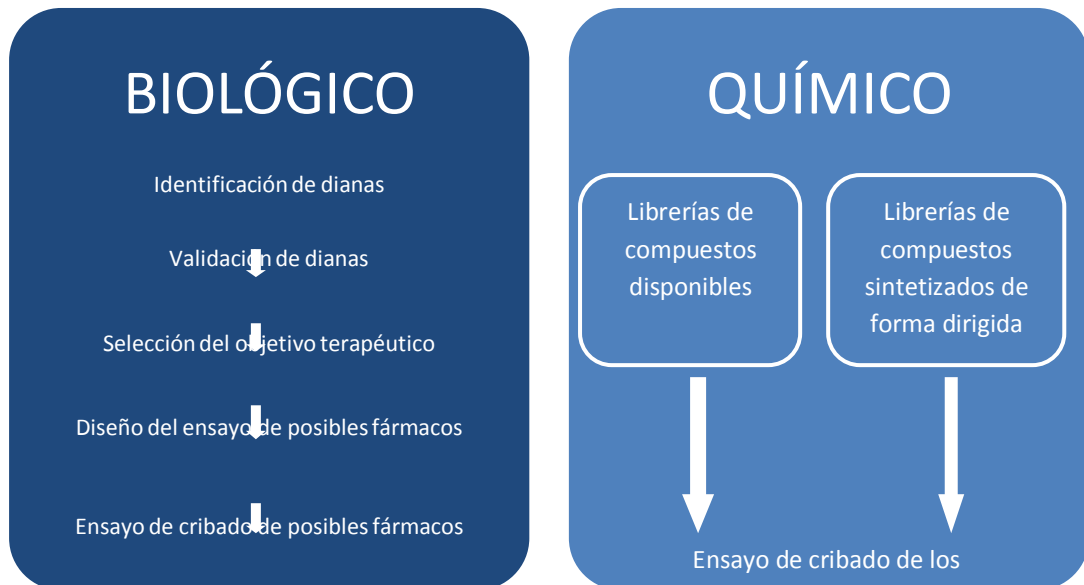 BIOLÓGICO
Identificación de dianas
Validación de dianas
Selección del objetivo terapéutico
Diseño del ensayo de posibles fármacos
Ensayo de cribado de posibles fármacos
QUÍMICO
Librerías de
compuestos
disponibles
Librerías de
compuestos
sintetizados de
forma dirigida
Ensayo de cribado de los